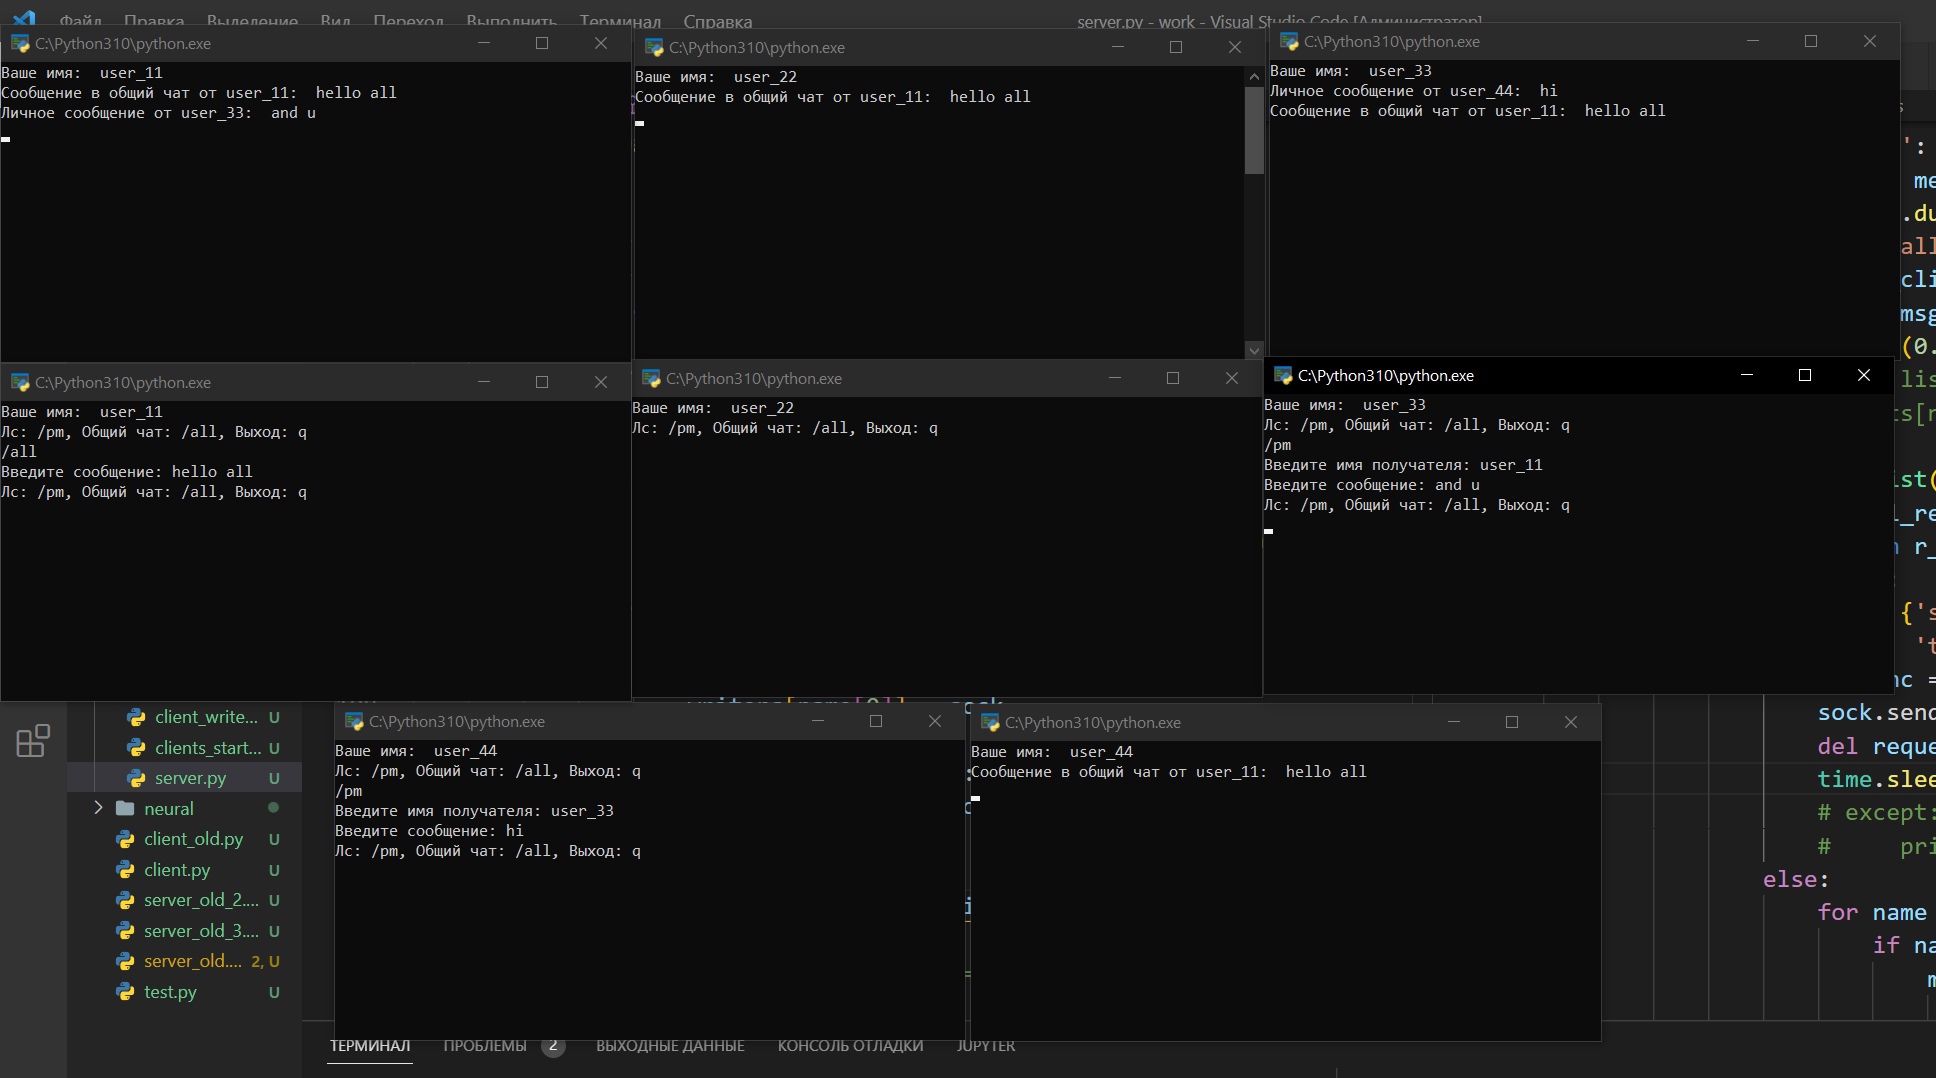 Файл Правка Выделение Вид Переход Выполнить Терминал Справка
server.py - work - Visual Studio Code [Администратор]
C:\Python310\python.exe
Ваше имя:  user_11
Сообщение в общий чат от user_11:  hello all
Личное сообщение от user_33:  and u
C:\Python310\python.exe
Ваше имя:  user_22
Сообщение в общий чат от user_11:  hello all
C:\Python310\python.exe
Ваше имя:  user_33
Личное сообщение от user_44:  hi
Сообщение в общий чат от user_11:  hello all
C:\Python310\python.exe
Ваше имя:  user_11
Лс: /pm, Общий чат: /all, Выход: q
/all
Введите сообщение: hello all
Лс: /pm, Общий чат: /all, Выход: q
C:\Python310\python.exe
Ваше имя:  user_22
Лс: /pm, Общий чат: /all, Выход: q
C:\Python310\python.exe
Ваше имя:  user_33
Лс: /pm, Общий чат: /all, Выход: q
/pm
Введите имя получателя: user_11
Введите сообщение: and u
Лс: /pm, Общий чат: /all, Выход: q
C:\Python310\python.exe
Ваше имя:  user_44
Лс: /pm, Общий чат: /all, Выход: q
/pm
Введите имя получателя: user_33
Введите сообщение: hi
Лс: /pm, Общий чат: /all, Выход: q
C:\Python310\python.exe
Ваше имя:  user_44
Сообщение в общий чат от user_11:  hello all
client_write... U
clients_start... U
server.py U
neural
client_old.py U
client.py U
server_old_2.... U
server_old_3.... U
server_old.... 2, U
test.py U
sock.send
del reque
time.slee
# except:
# pri
else:
for name
if na
ТЕРМИНАЛ ПРОБЛЕМЫ 2 ВЫХОДНЫЕ ДАННЫЕ КОНСОЛЬ ОТЛАДКИ JUPYTER